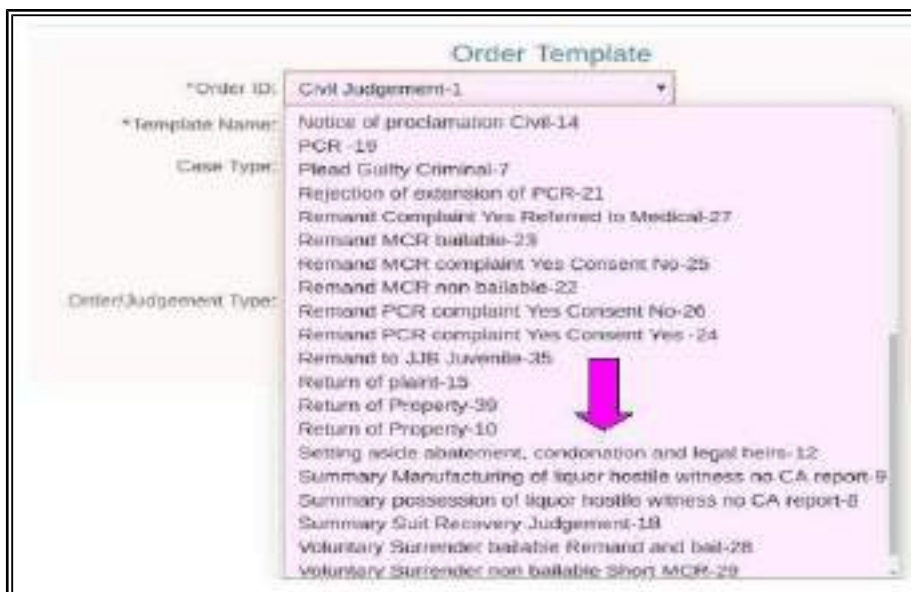 Order Template
*Order ID: Civil Judgement-1
*Template Name:
Case Type:
Order/Judgement Type:
Notice of proclamation Civil-14
PCR -19
Plead Guilty Criminal-7
Rejection of extension of PCR-21
Remand Complaint Yes Referred to Medical-27
Remand MCR bailable-23
Remand MCR complaint Yes Consent No-25
Remand MCR non bailable-22
Remand PCR complaint Yes Consent No-26
Remand PCR complaint Yes Consent Yes -24
Remand to JJB Juvenile-35
Return of plaint-15
Return of Property-39
Return of Property-10
Setting aside abatement, condonation and legal heirs-12
Summary Manufacturing of liquor hostile witness no CA report-9
Summary possession of liquor hostile witness no CA report-8
Summary Suit Recovery Judgement-18
Voluntary Surrender bailable Remand and bail-28
Voluntary Surrender non bailable Short MCR-29